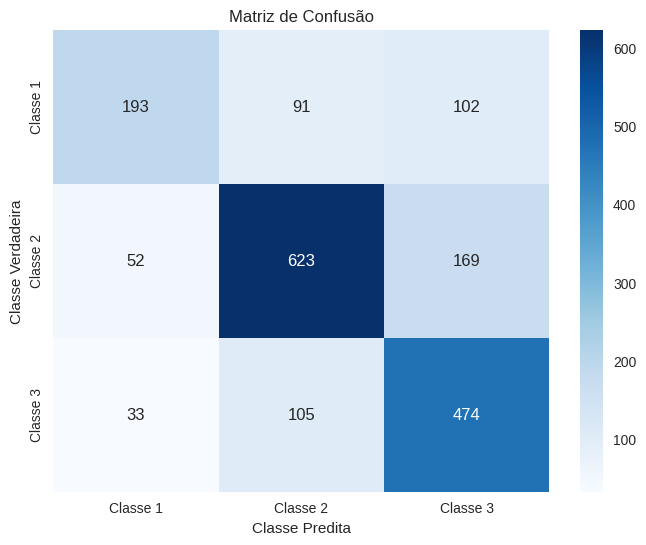 Matriz de Confusão
Classe Verdadeira
Classe 1
193 91 102
Classe 2
52 623 169
Classe 3
33 105 474
Classe 1 Classe 2 Classe 3
Classe Predita
600
500
400
300
200
100